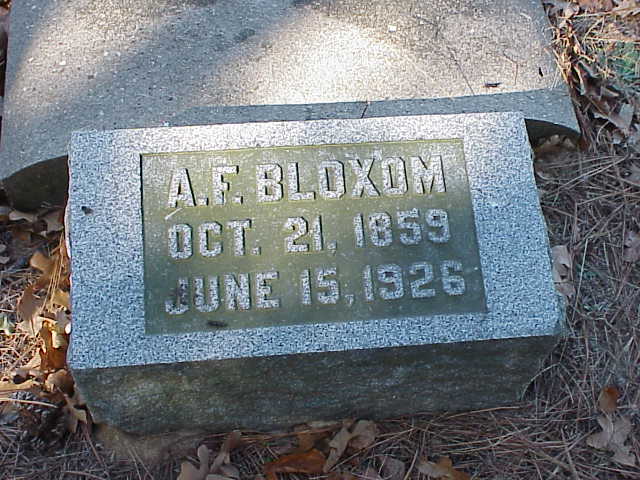 A.F. BLOXOM
OCT. 21, 1859
JUNE 15, 1926